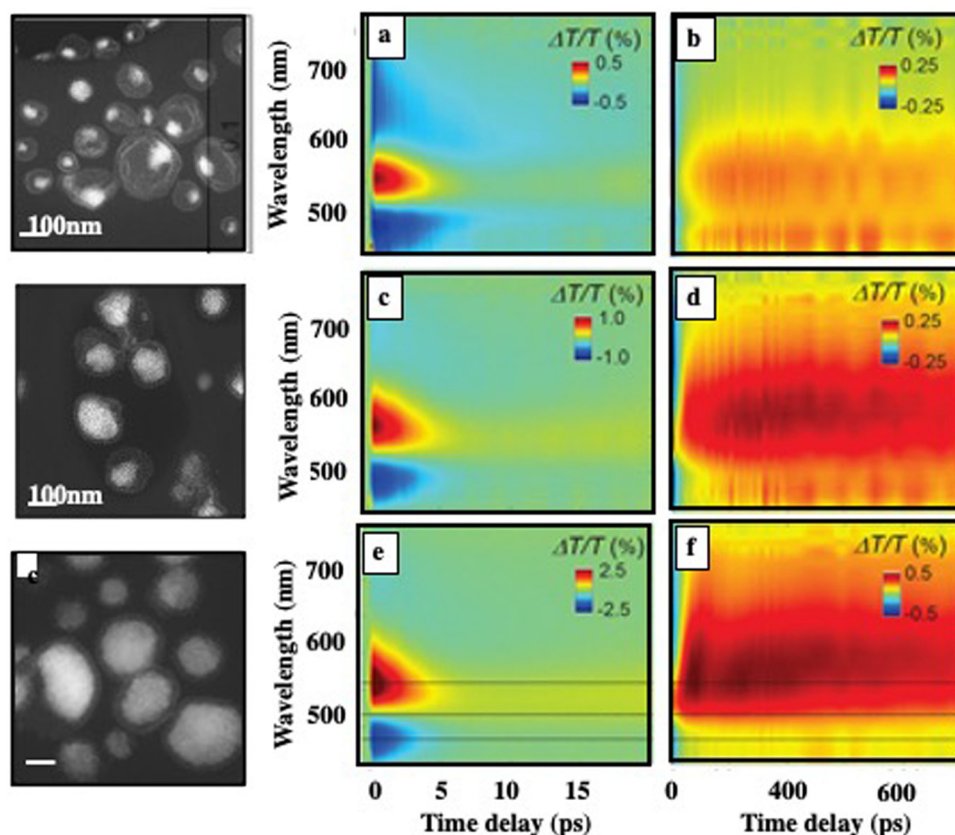 100nm
Wavelength (nm)
700
600
500
a
ΔT/T (%)
0.5
-0.5
b
ΔT/T (%)
0.25
-0.25
100nm
Wavelength (nm)
700
600
500
c
ΔT/T (%)
1.0
-1.0
d
ΔT/T (%)
0.25
-0.25
Wavelength (nm)
700
600
500
e
ΔT/T (%)
2.5
-2.5
f
ΔT/T (%)
0.5
-0.5
0 5 10 15
0 400 600
Time delay (ps)
Time delay (ps)